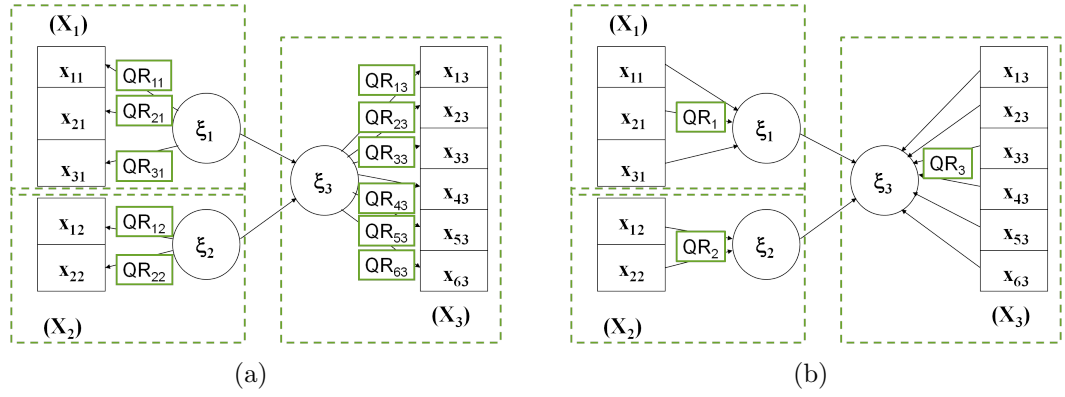 (X₁)
x₁₁
x₂₁
x₃₁
QR₁₁
QR₂₁
QR₃₁
ξ₁
x₁₂
x₂₂
QR₁₂
QR₂₂
ξ₂
(X₂)
ξ₃
QR₁₃
QR₂₃
QR₃₃
QR₄₃
QR₅₃
QR₆₃
x₁₃
x₂₃
x₃₃
x₄₃
x₅₃
x₆₃
(X₃)
(a)
(X₁)
x₁₁
x₂₁
x₃₁
QR₁
ξ₁
x₁₂
x₂₂
QR₂
ξ₂
(X₂)
ξ₃
QR₃
x₁₃
x₂₃
x₃₃
x₄₃
x₅₃
x₆₃
(X₃)
(b)